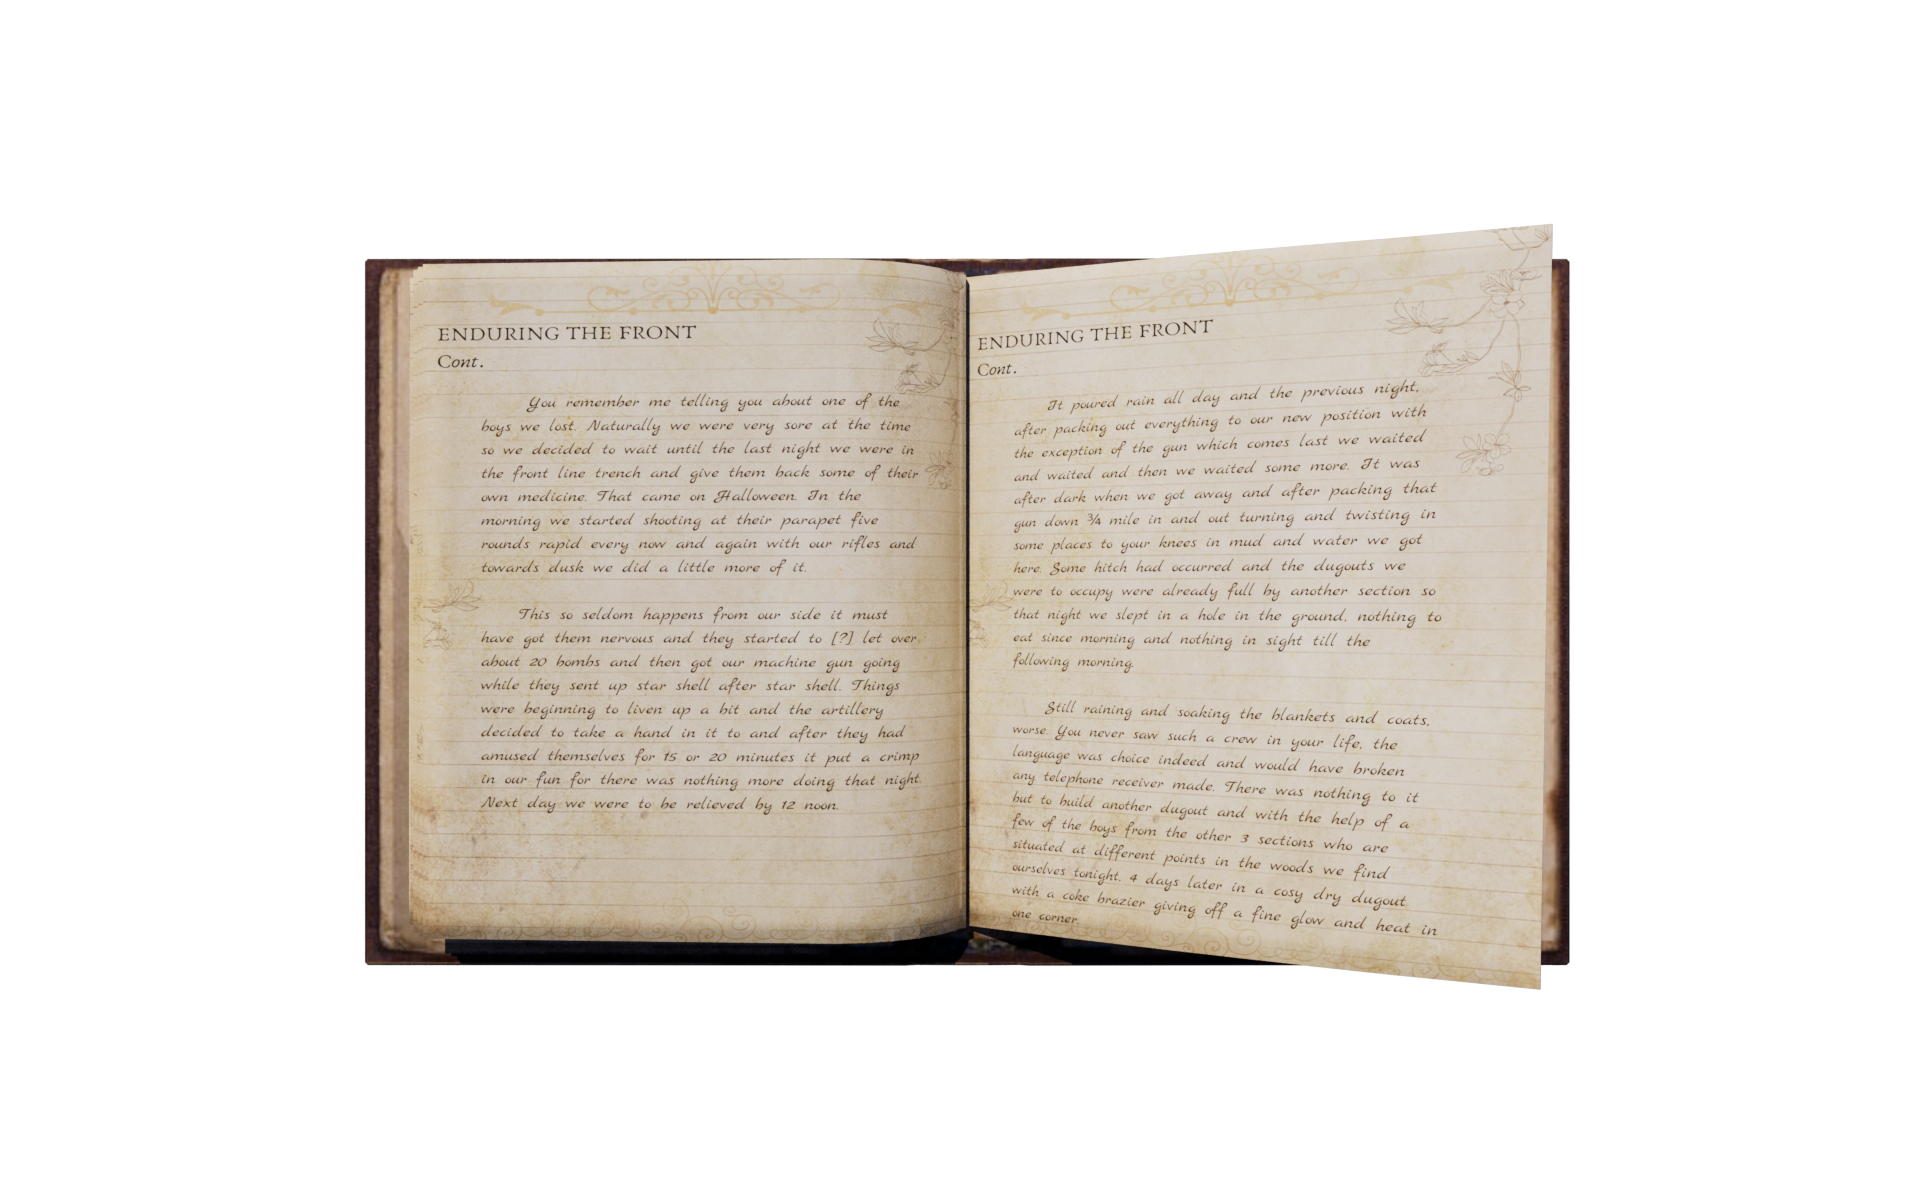 ENDURING THE FRONT
Cont.
You remember me telling you about one of the
boys we lost. Naturally we were very sore at the time
so we decided to wait until the last night we were in
the front line trench and give them back some of their
own medicine. That came on Halloween. In the
morning we started shooting at their parapet five
rounds rapid every now and again with our rifles and
towards dusk we did a little more of it.
This so seldom happens from our side it must
have got them nervous and they started to [?] let over
about 20 bombs and then got our machine gun going
while they sent up star shell after star shell. Things
were beginning to liven up a bit and the artillery
decided to take a hand in it to and after they had
amused themselves for 15 or 20 minutes it put a crimp
in our fun for there was nothing more doing that night.
Next day we were to be relieved by 12 noon.
ENDURING THE FRONT
Cont.
It poured rain all day and the previous night,
after packing out everything to our new position with
the exception of the gun which comes last we waited
and waited and then we waited some more. It was
after dark when we got away and after packing that
gun down ¾ mile in and out turning and twisting in
some places to your knees in mud and water we got
here. Some hitch had occurred and the dugouts we
were to occupy were already full by another section so
that night we slept in a hole in the ground, nothing to
eat since morning and nothing in sight till the
following morning.
Still raining and soaking the blankets and coats,
worse. You never saw such a crew in your life, the
language was choice indeed and would have broken
any telephone receiver made. There was nothing to it
but to build another dugout and with the help of a
few of the boys from the other 3 sections who are
situated at different points in the woods we find
ourselves tonight, 4 days later in a cosy dry dugout
with a coke brazier giving off a fine glow and heat in
one corner.